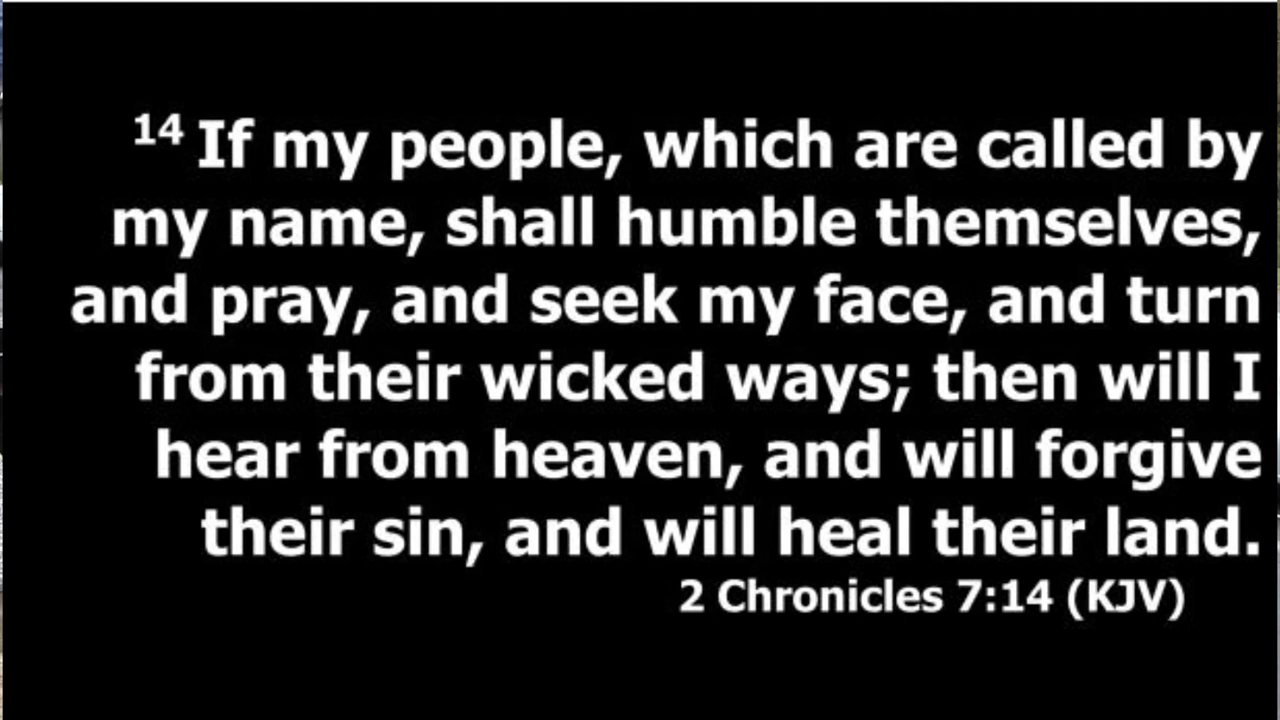 14 If my people, which are called by
my name, shall humble themselves,
and pray, and seek my face, and turn
from their wicked ways; then will I
hear from heaven, and will forgive
their sin, and will heal their land.
2 Chronicles 7:14 (KJV)